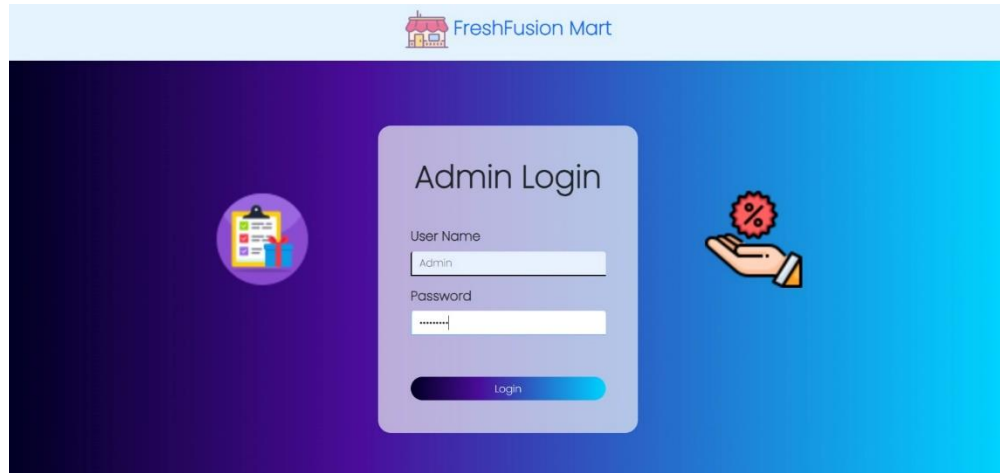 FreshFusion Mart
Admin Login
User Name
Admin
Password
•••••••••
Login